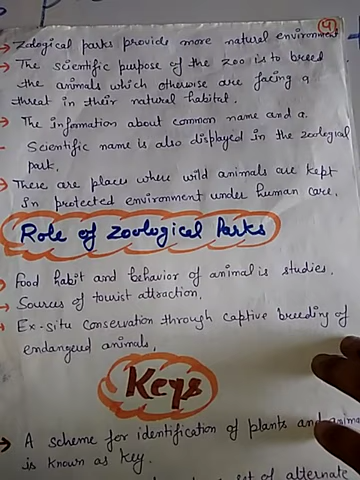 4
→ Zological parks provide more natural environment
→ The scientific purpose of the zoo is to breed
the animals which otherwise are facing a
threat in their natural habitat.
→ The information about common name and a
Scientific name is also displayed in the zoological
park.
→ These are place where wild animals are kept
in protected environment under human care.
Role of Zoological Parks
→ Food habit and behavior of animal is studies.
→ Sources of tourist attraction.
→ Ex-situ conservation through captive breeding of
endangered animals.
Keys
→ A scheme for identification of plants and
is known as key.
of alternate